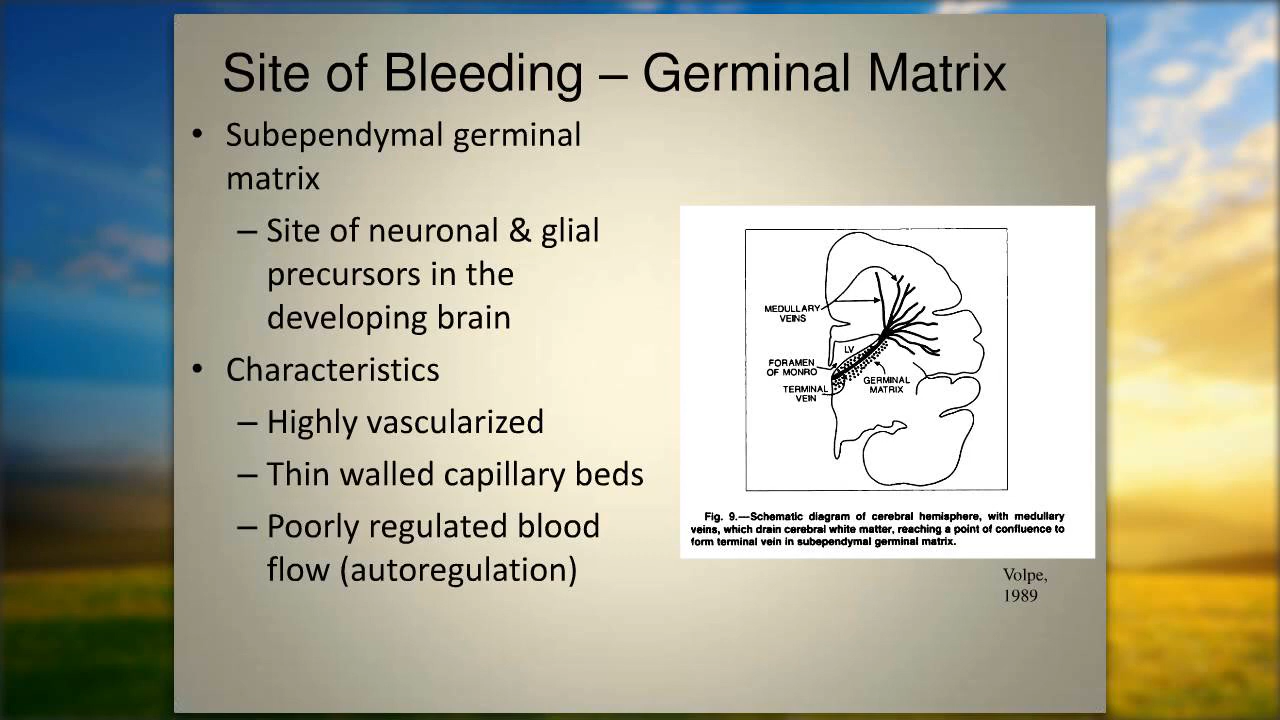 Site of Bleeding – Germinal Matrix
• Subependymal germinal
matrix
– Site of neuronal & glial
precursors in the
developing brain
• Characteristics
– Highly vascularized
– Thin walled capillary beds
– Poorly regulated blood
flow (autoregulation)
MEDULLARY
VEINS
LV
FORAMEN
OF MONRO
GERMINAL
MATRIX
TERMINAL
VEIN
Fig. 9.—Schematic diagram of cerebral hemisphere, with medullary
veins, which drain cerebral white matter, reaching a point of confluence to
form terminal vein in subependymal germinal matrix.
Volpe,
1989